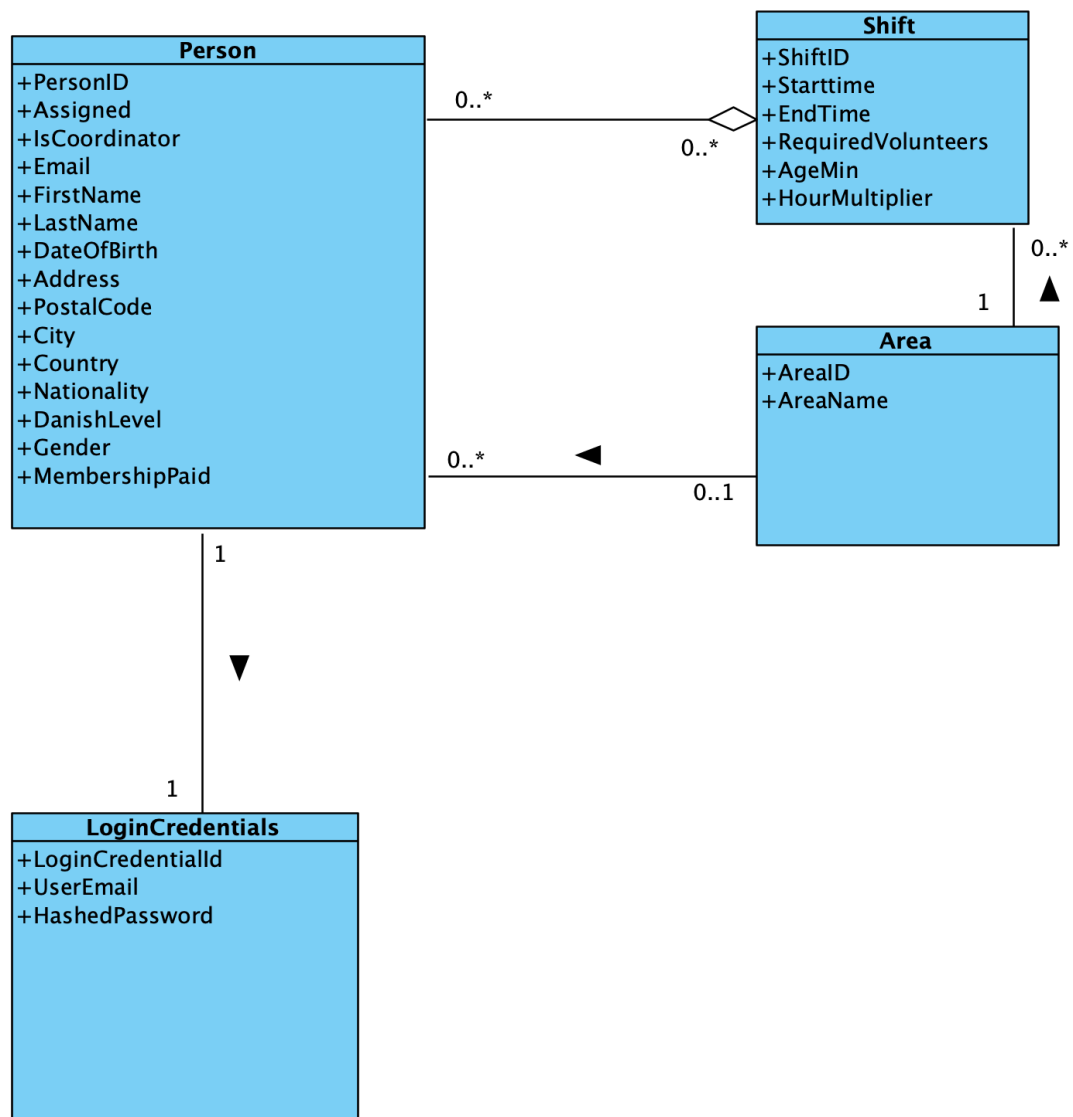 Person
+PersonID
+Assigned
+IsCoordinator
+Email
+FirstName
+LastName
+DateOfBirth
+Address
+PostalCode
+City
+Country
+Nationality
+DanishLevel
+Gender
+MembershipPaid
0..*
0..*
Shift
+ShiftID
+Starttime
+EndTime
+RequiredVolunteers
+AgeMin
+HourMultiplier
0..*
1
Area
+AreaID
+AreaName
0..*
0..1
1
1
LoginCredentials
+LoginCredentialId
+UserEmail
+HashedPassword